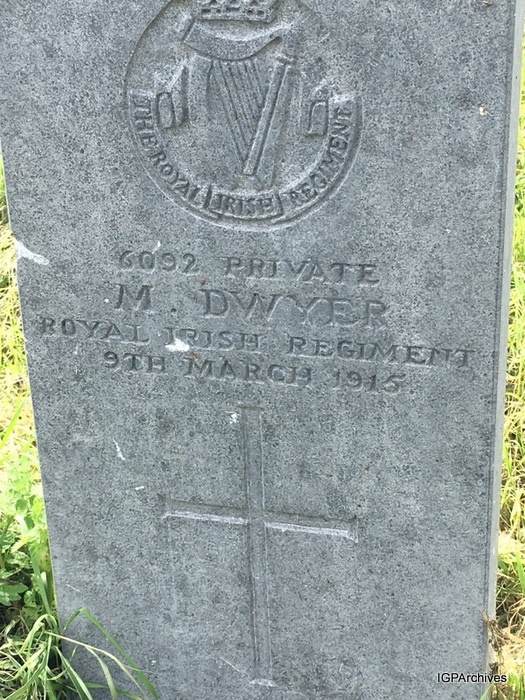 THE ROYAL IRISH REGIMENT
6092 PRIVATE
M. DWYER
ROYAL IRISH REGIMENT
9TH MARCH 1915
IGPArchives